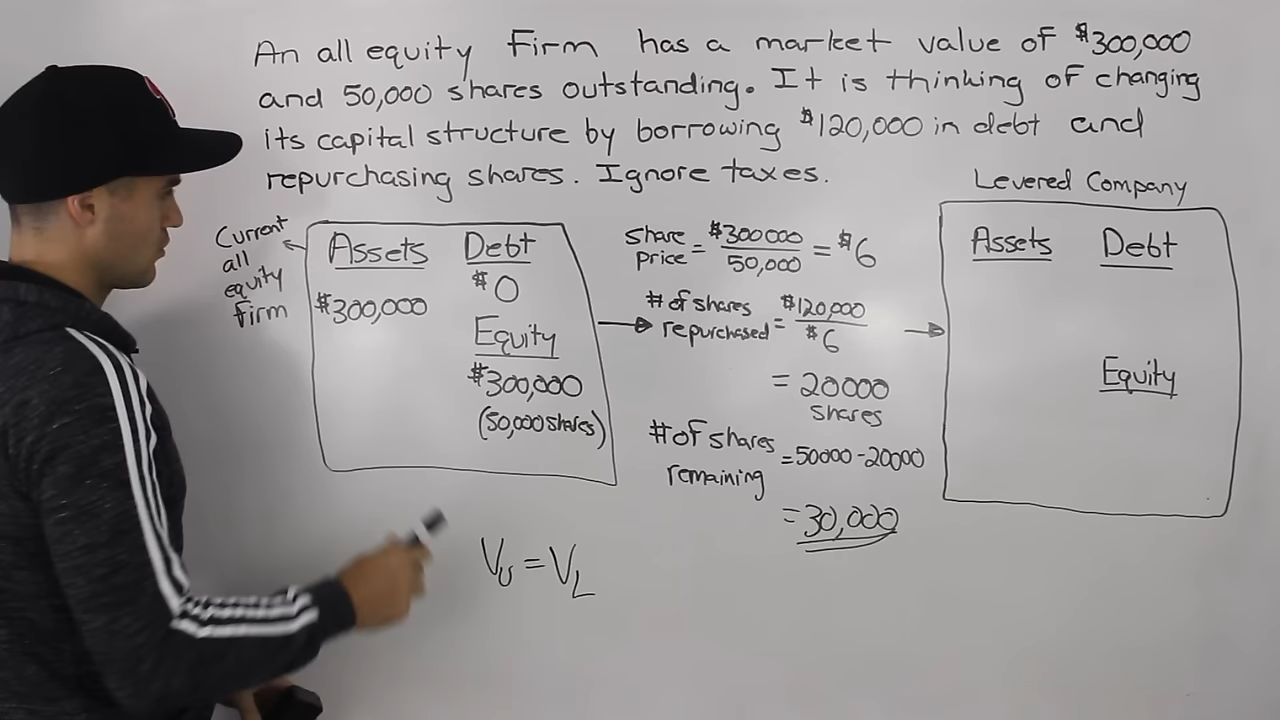 An all equity firm has a market value of $300,000
and 50,000 shares outstanding. It is thinking of changing
its capital structure by borrowing $120,000 in debt and
repurchasing shares. Ignore taxes.
Current
all
equity
firm
Assets
$300,000
Debt
$0
Equity
$300,000
(50,000 shares)
share price = $300000 / 50,000 = $6
# of shares repurchased = $120,000 / $6
= 20000
shares
# of shares remaining = 50000 - 20000
= 30,000
Levered Company
Assets
Debt
Equity
VU = VL